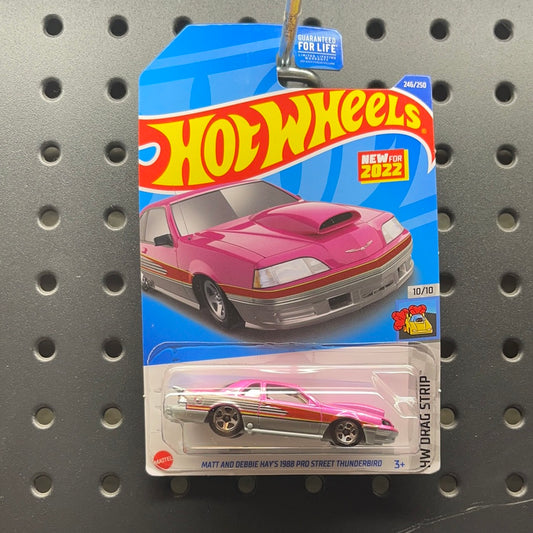 GUARANTEED
FOR LIFE
246/250
HOT WHEELS
NEW FOR
2022
10/10
HW DRAG STRIP™
MATTEL
MATT AND DEBBIE HAY'S 1988 PRO STREET THUNDERBIRD
3+